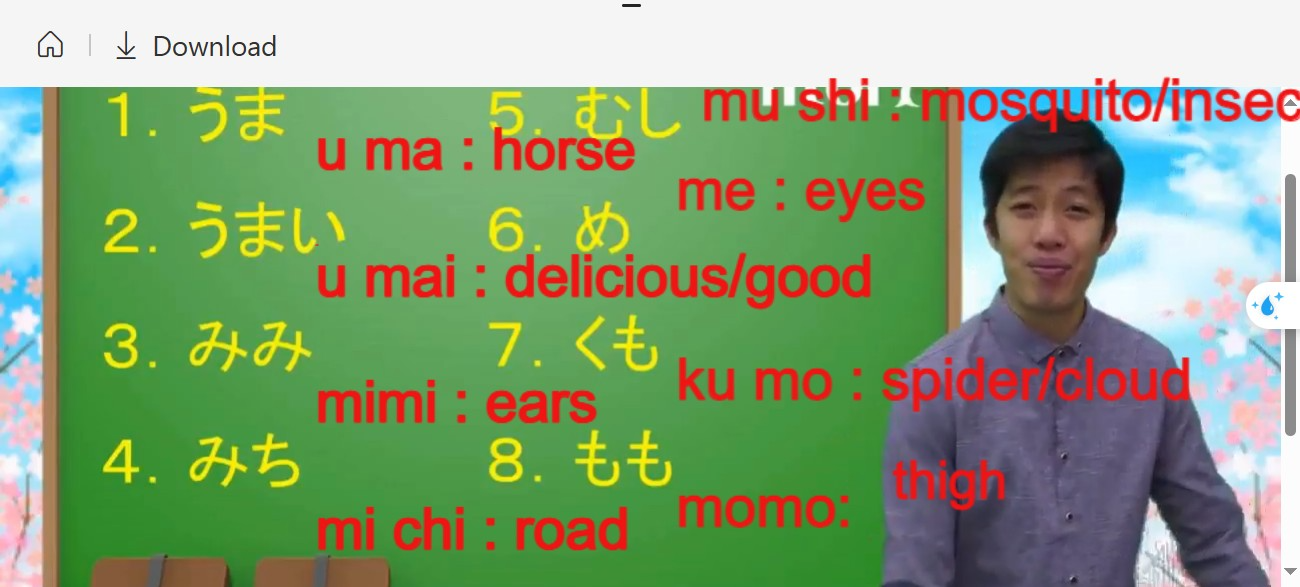 Download
1. うま
u ma : horse
2. うまい
u mai : delicious/good
3. みみ
mimi : ears
4. みち
mi chi : road
5. むし
mu shi : mosquito/insec
6. め
me : eyes
7. くも
ku mo : spider/cloud
8. もも
momo: thigh